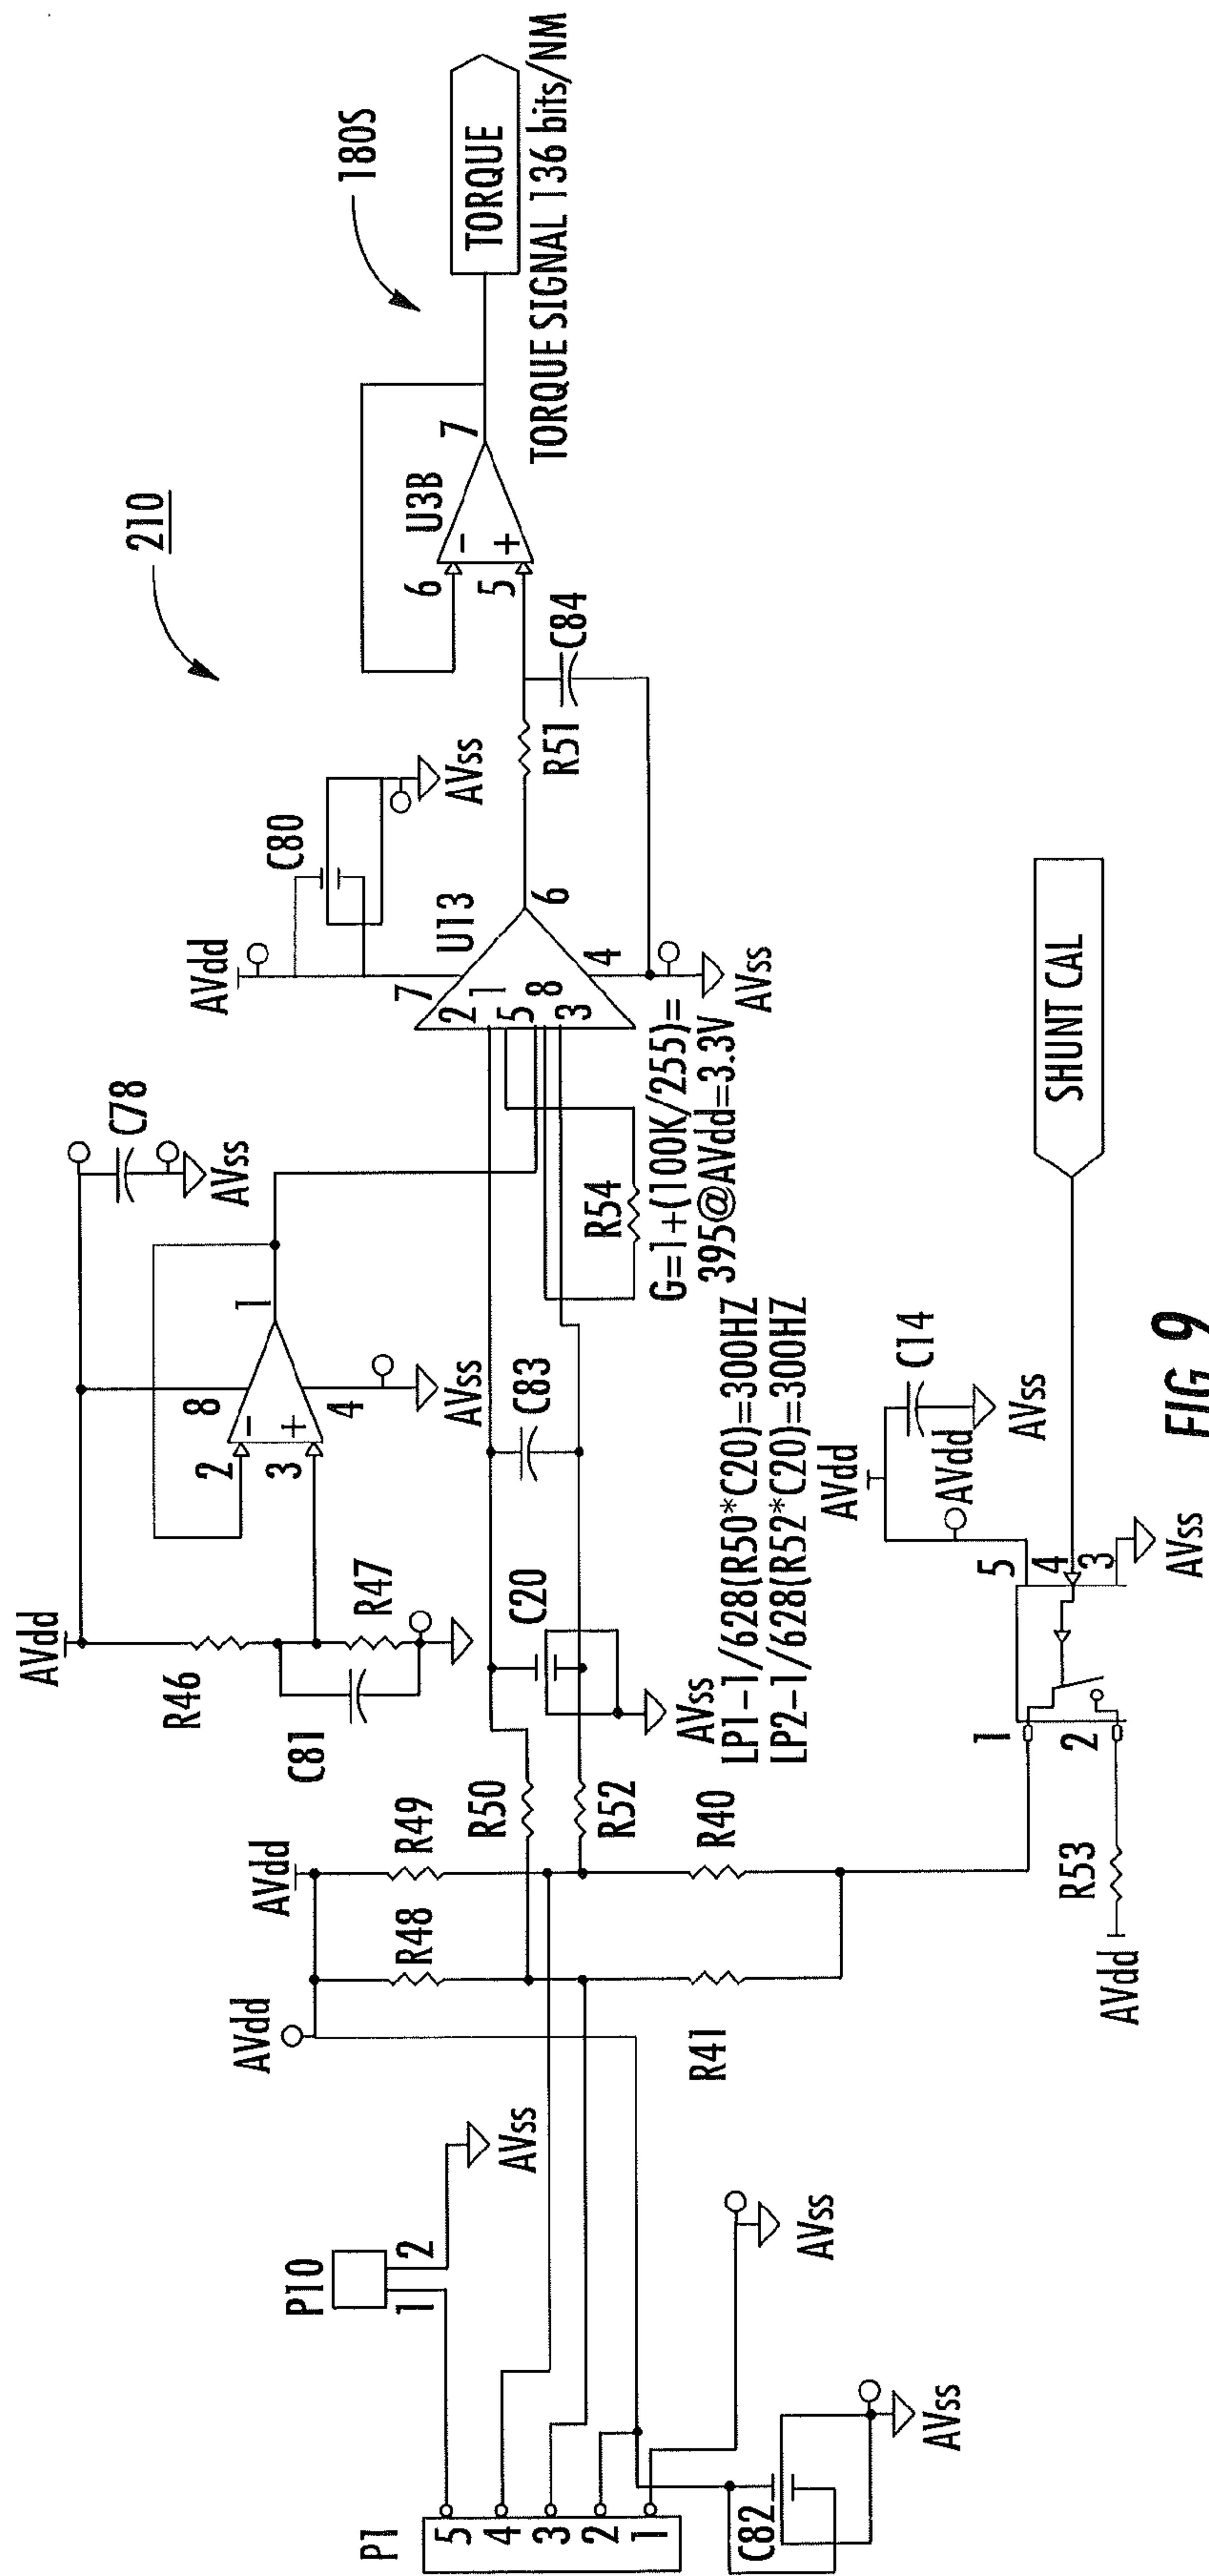 210
180S
TORQUE
TORQUE SIGNAL 136 bits/NM
U3B
7
6
5
-
+
C84
R51
AVss
C80
AVdd
U13
7
2
1
5
8
3
6
4
AVss
G=1+(100K/255)=
395@AVdd=3.3V
R54
C78
AVss
1
8
2
3
-
+
4
AVss
AVdd
R46
R47
C81
C83
C20
AVss
LP1-1/628(R50*C20)=300HZ
LP2-1/628(R52*C20)=300HZ
R50
R52
AVdd
R49
R48
R40
R41
AVdd
P10
1
2
AVss
P1
5
4
3
2
1
C82
AVss
AVss
SHUNT CAL
AVdd
C14
AVss
AVdd
5
4
3
AVss
1
2
R53
AVdd
FIG 9